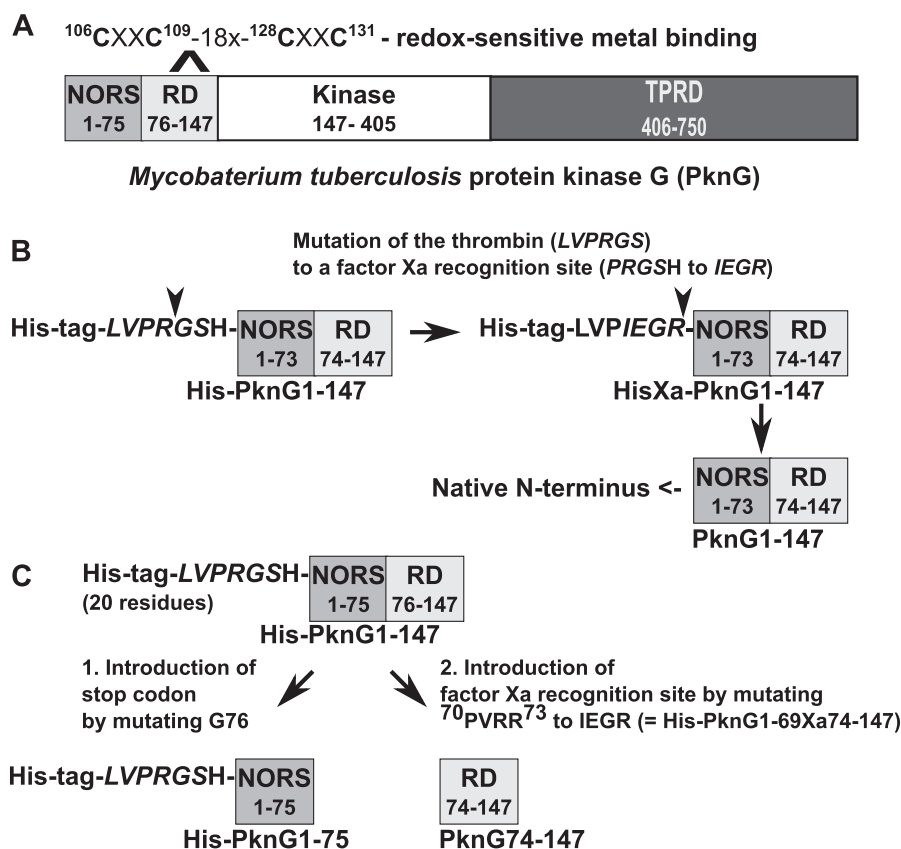 A
¹⁰⁶CXXC¹⁰⁹-18x-¹²⁸CXXC¹³¹ - redox-sensitive metal binding
NORS RD Kinase TPRD
1-75 76-147 147- 405 406-750
Mycobaterium tuberculosis protein kinase G (PknG)
B
Mutation of the thrombin (LVPRGS)
to a factor Xa recognition site (PRGSH to IEGR)
His-tag-LVPRGSH-NORS RD
1-73 74-147
His-PknG1-147
His-tag-LVPIEGR-NORS RD
1-73 74-147
HisXa-PknG1-147
Native N-terminus <-
NORS RD
1-73 74-147
PknG1-147
C
His-tag-LVPRGSH-NORS RD
(20 residues) 1-75 76-147
His-PknG1-147
1. Introduction of
stop codon
by mutating G76
2. Introduction of
factor Xa recognition site by mutating
⁷⁰PVRR⁷³ to IEGR (= His-PknG1-69Xa74-147)
His-tag-LVPRGSH-NORS
1-75
His-PknG1-75
RD
74-147
PknG74-147